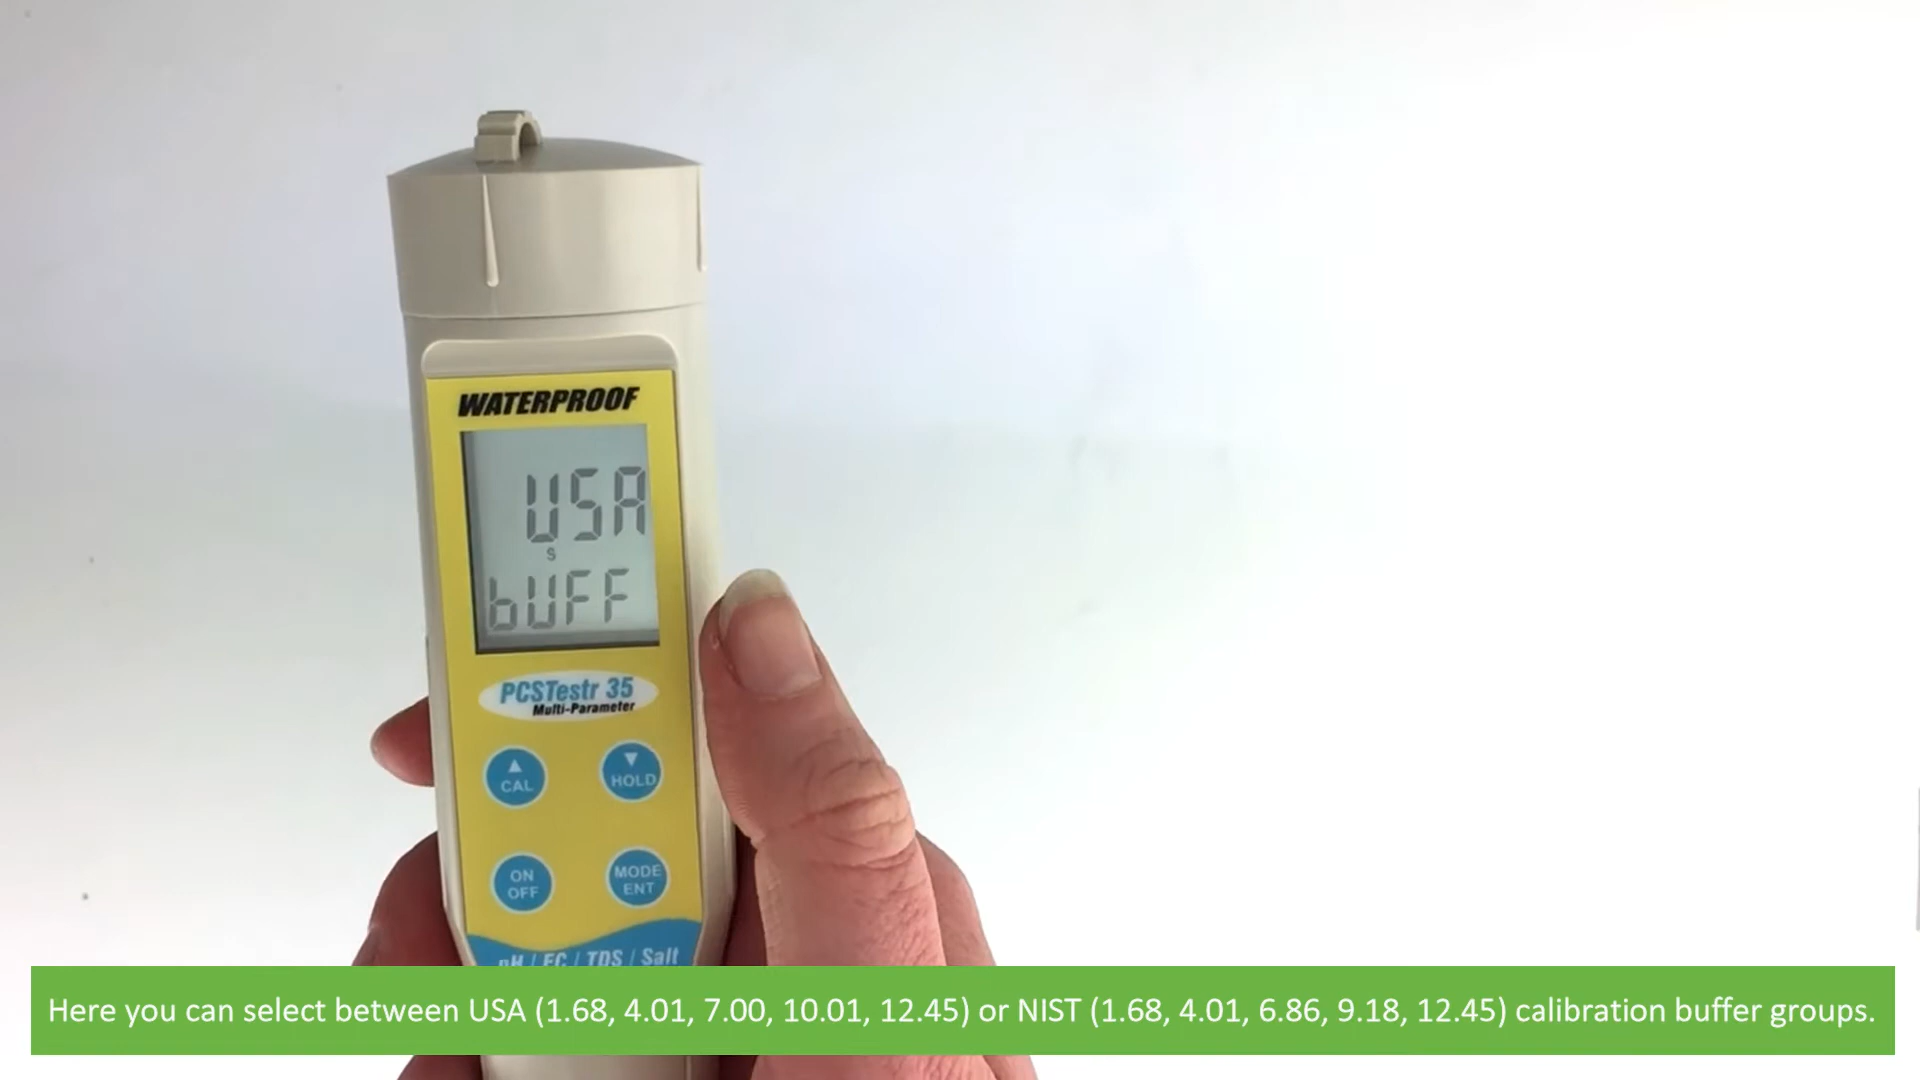 WATERPROOF
USA
S
bUFF
PCSTestr 35
Multi-Parameter
▲
CAL
▼
HOLD
ON
OFF
MODE
ENT
pH / EC / TDS / Salt
Here you can select between USA (1.68, 4.01, 7.00, 10.01, 12.45) or NIST (1.68, 4.01, 6.86, 9.18, 12.45) calibration buffer groups.